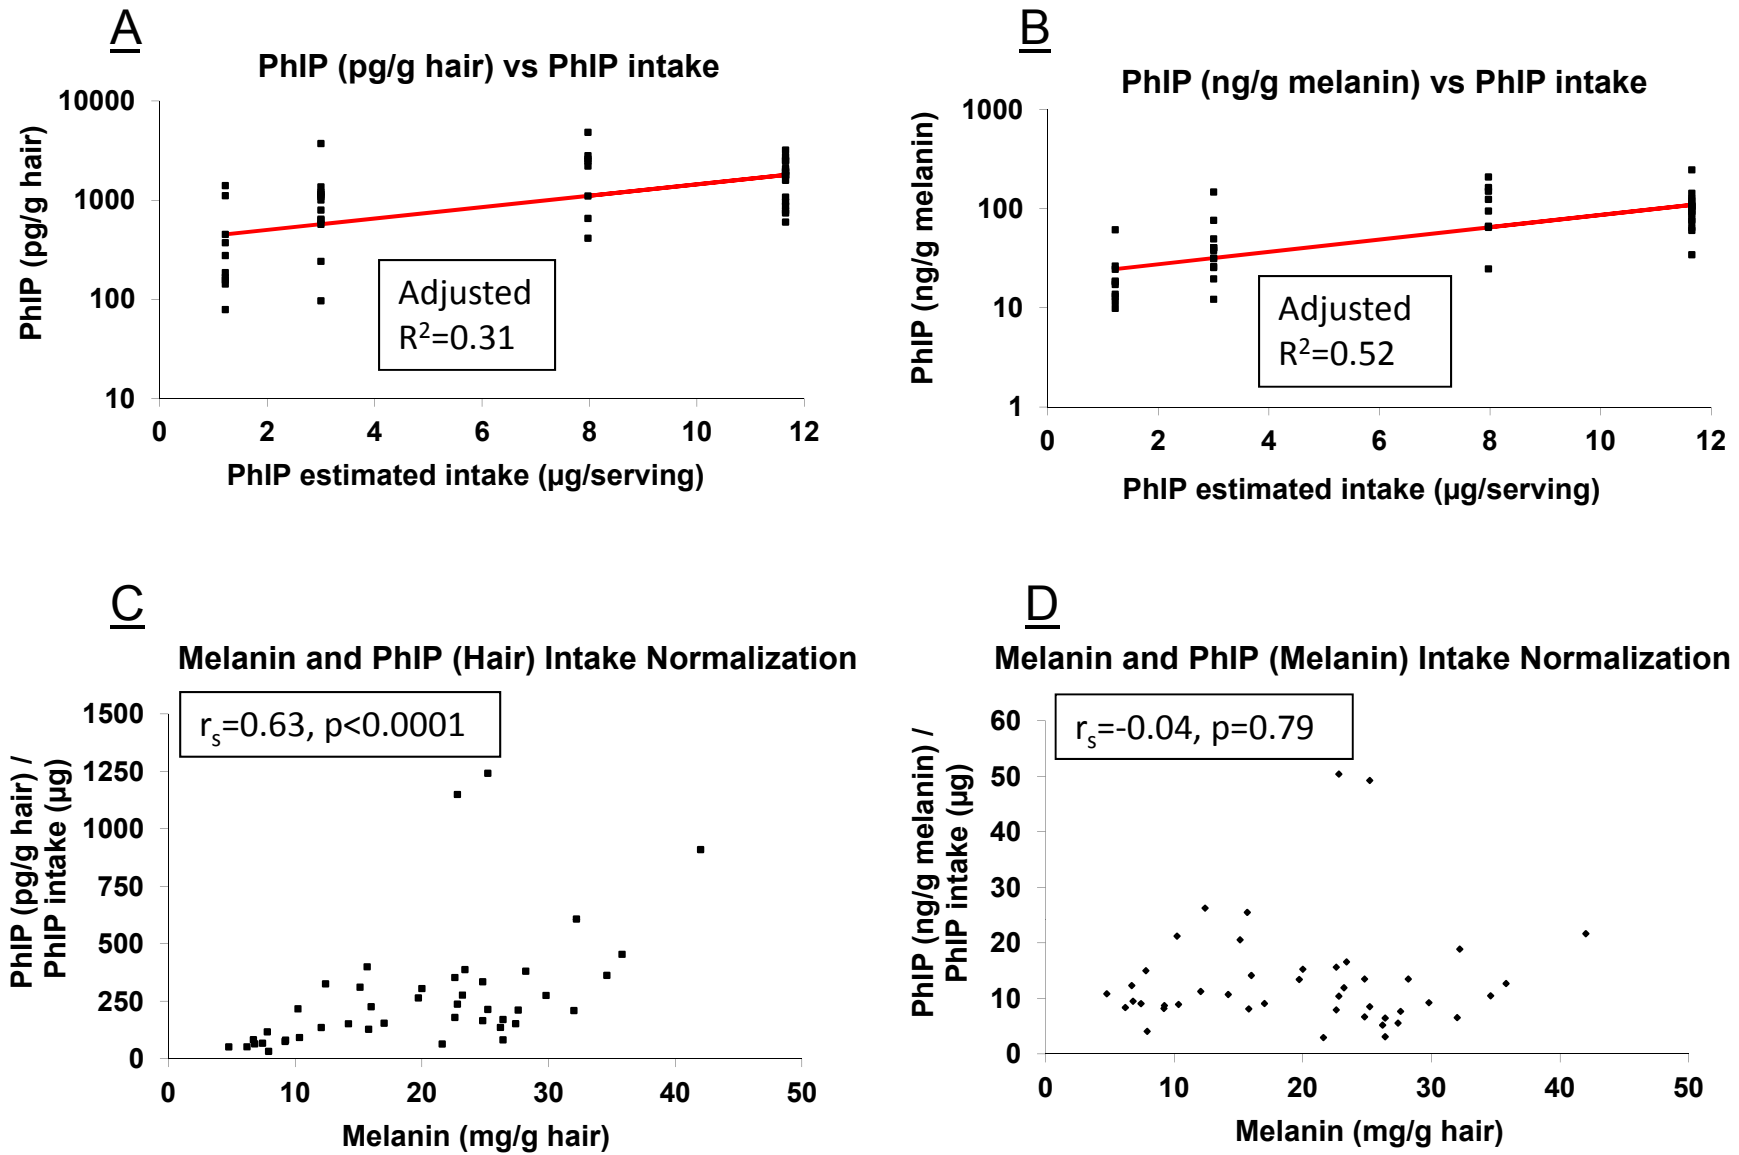 A
PhIP (pg/g hair) vs PhIP intake
10000
1000
100
10
PhIP (pg/g hair)
Adjusted
R²=0.31
0 2 4 6 8 10 12
PhIP estimated intake (µg/serving)
B
PhIP (ng/g melanin) vs PhIP intake
1000
100
10
1
PhIP (ng/g melanin)
Adjusted
R²=0.52
0 2 4 6 8 10 12
PhIP estimated intake (µg/serving)
C
Melanin and PhIP (Hair) Intake Normalization
rs=0.63, p<0.0001
1500
1250
1000
750
500
250
0
PhIP (pg/g hair) /
PhIP intake (µg)
0 10 20 30 40 50
Melanin (mg/g hair)
D
Melanin and PhIP (Melanin) Intake Normalization
rs=-0.04, p=0.79
60
50
40
30
20
10
0
PhIP (ng/g melanin) /
PhIP intake (µg)
0 10 20 30 40 50
Melanin (mg/g hair)